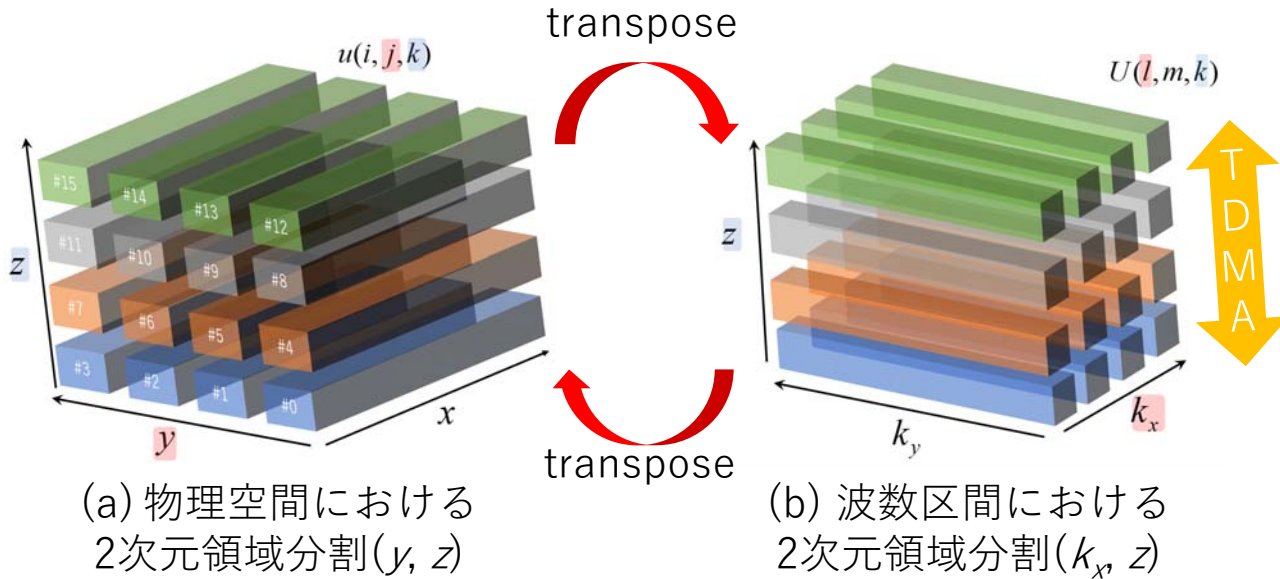 transpose
u(i, j, k)
U(l, m, k)
#15
#14
#13
#12
#11
#10
#9
#8
#7
#6
#5
#4
#3
#2
#1
#0
z
y
x
z
k_y
k_x
TDMA
transpose
(a) 物理空間における
2次元領域分割(y, z)
(b) 波数区間における
2次元領域分割(k_x, z)